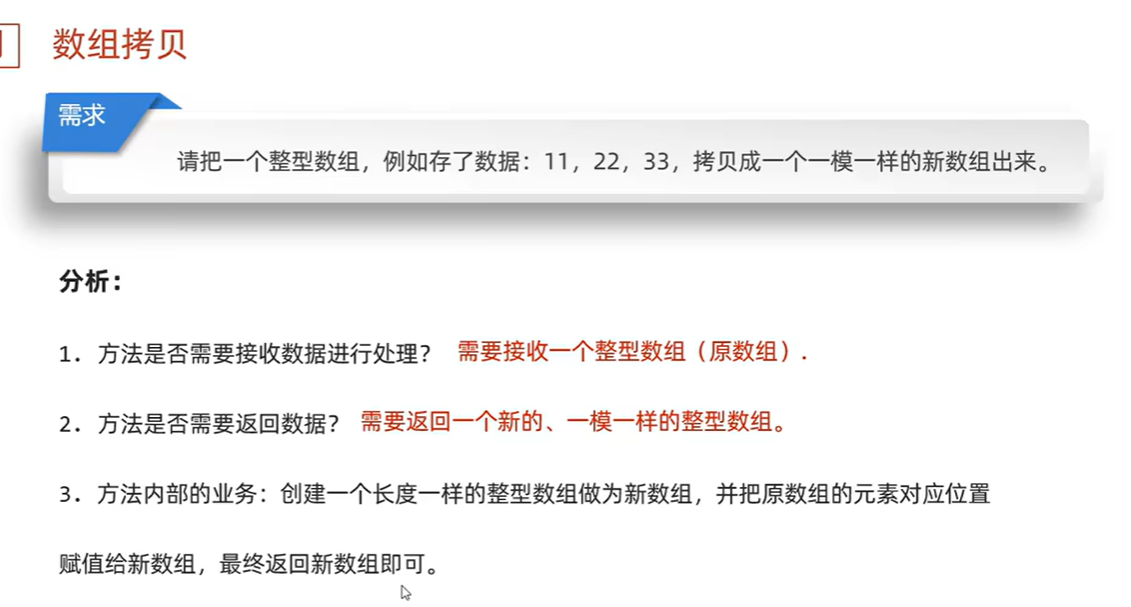 数组拷贝
需求
请把一个整型数组，例如存了数据：11，22，33，拷贝成一个一模一样的新数组出来。
分析：
1．方法是否需要接收数据进行处理？ 需要接收一个整型数组（原数组）.
2．方法是否需要返回数据？ 需要返回一个新的、一模一样的整型数组。
3．方法内部的业务：创建一个长度一样的整型数组做为新数组，并把原数组的元素对应位置
赋值给新数组，最终返回新数组即可。